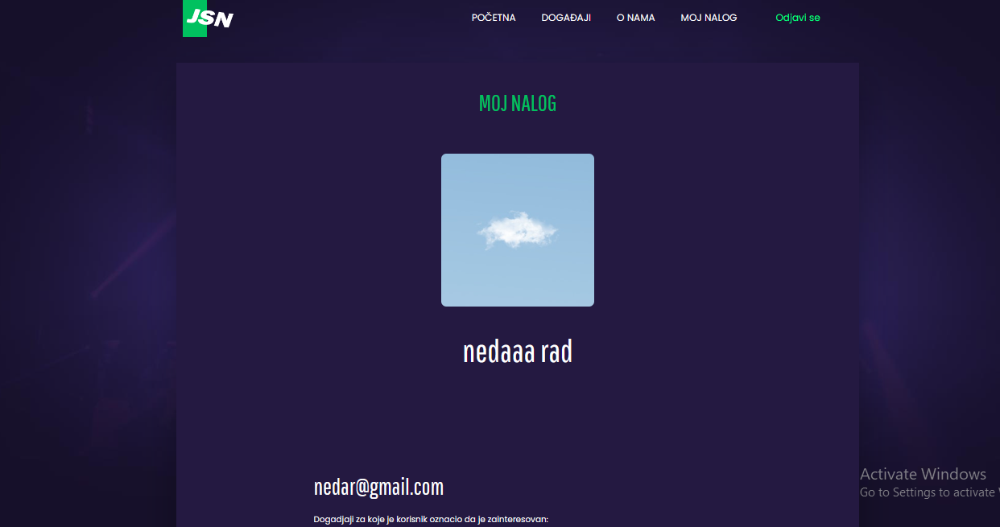 JSN
POČETNA DOGAĐAJI O NAMA MOJ NALOG Odjavi se
MOJ NALOG
nedaaa rad
nedar@gmail.com
Dogadjaji za koje je korisnik oznacio da je zainteresovan:
Activate Windows
Go to Settings to activate